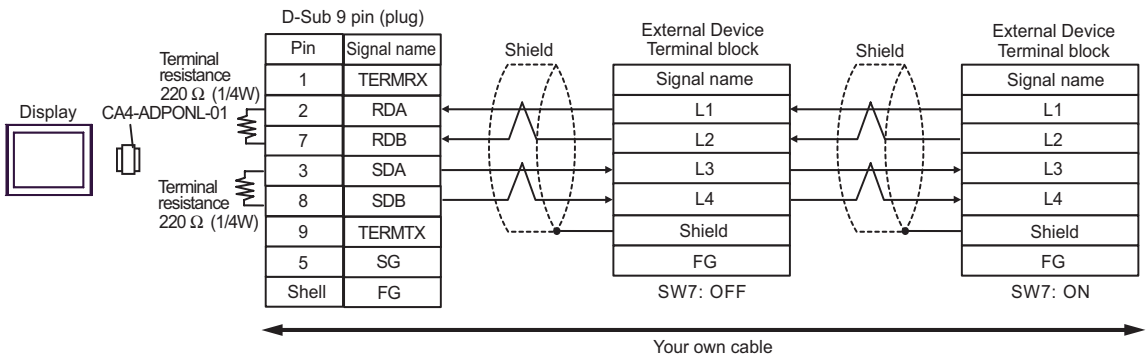 D-Sub 9 pin (plug)
Pin Signal name
1 TERMRX
2 RDA
7 RDB
3 SDA
8 SDB
9 TERMTX
5 SG
Shell FG
Display
CA4-ADPONL-01
Terminal
resistance
220 Ω (1/4W)
Terminal
resistance
220 Ω (1/4W)
Shield
External Device
Terminal block
Signal name
L1
L2
L3
L4
Shield
FG
SW7: OFF
Shield
External Device
Terminal block
Signal name
L1
L2
L3
L4
Shield
FG
SW7: ON
Your own cable